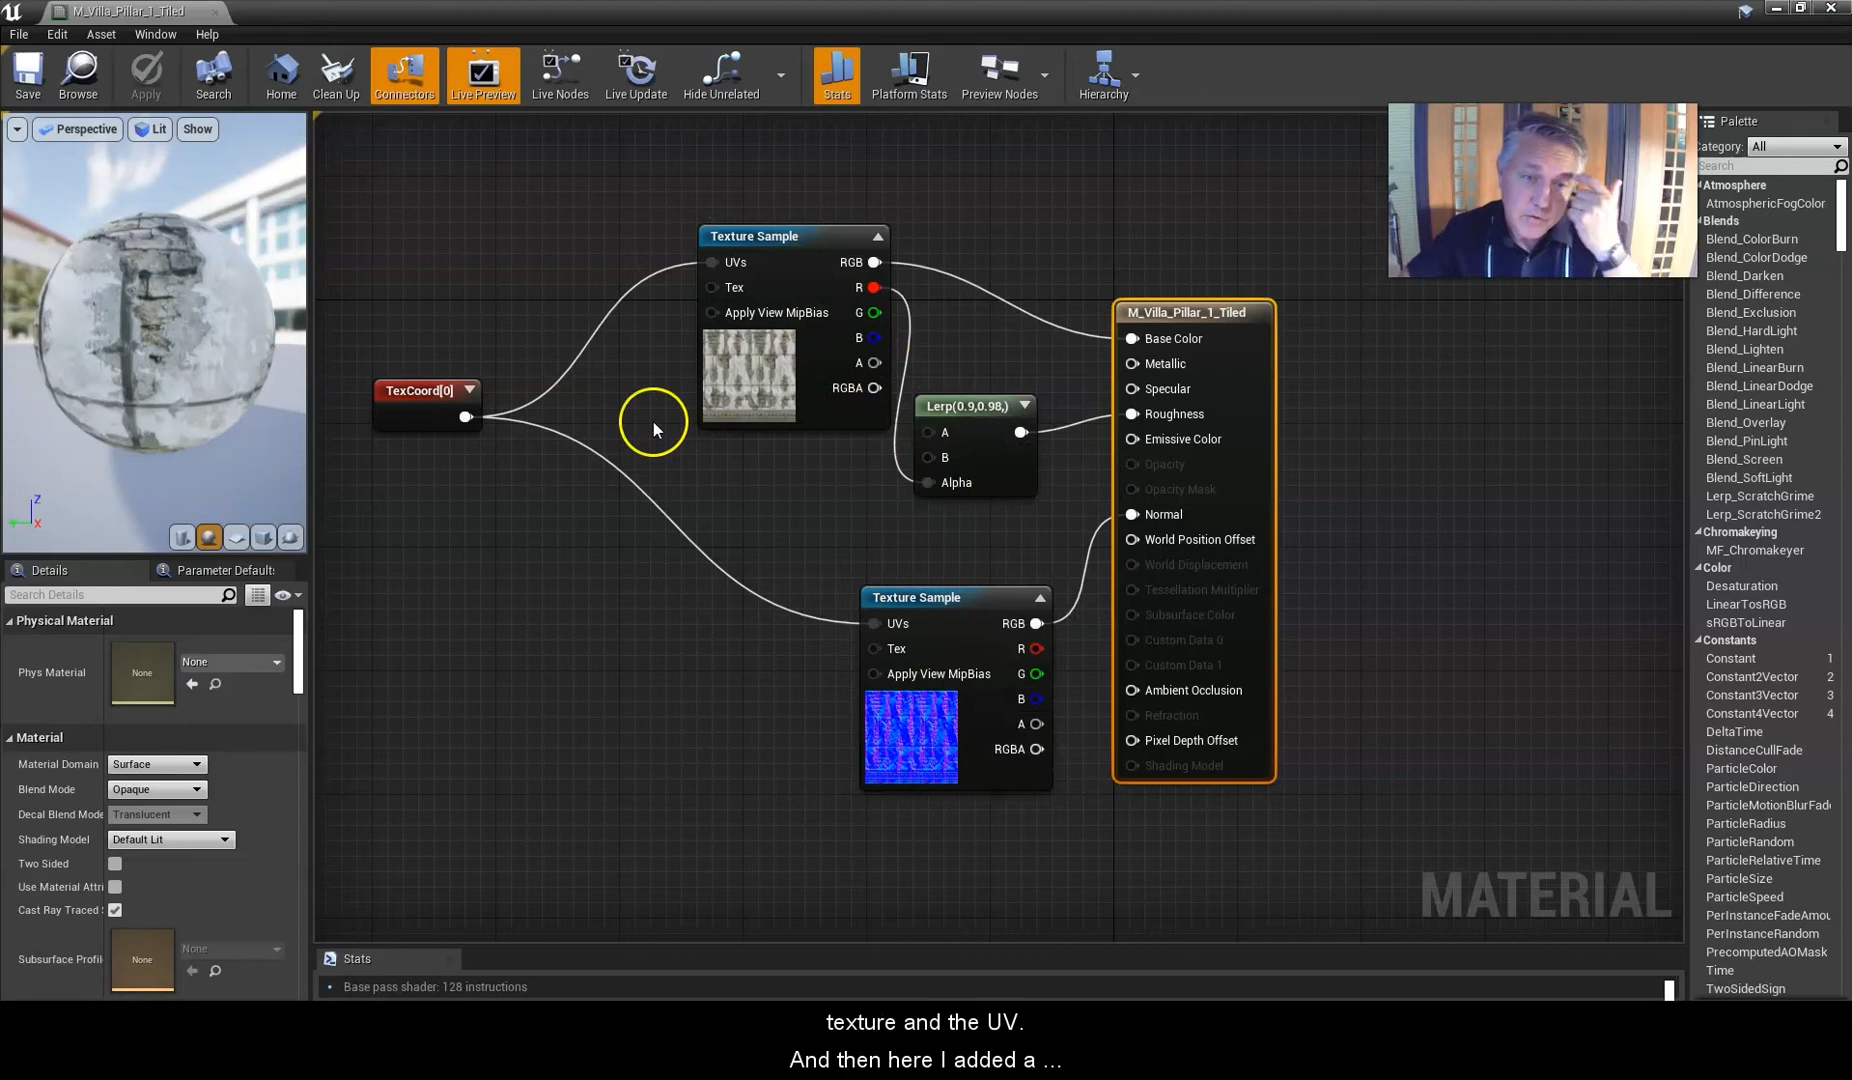 M_Villa_Pillar_1_Tiled
File Edit Asset Window Help
Save Browse Apply Search Home Clean Up Connectors Live Preview Live Nodes Live Update Hide Unrelated Stats Platform Stats Preview Nodes Hierarchy
Perspective Lit Show
Z
X
Details Parameter Defaults
Search Details
Physical Material
Phys Material None None
Material
Material Domain Surface
Blend Mode Opaque
Decal Blend Mode Translucent
Shading Model Default Lit
Two Sided
Use Material Attri
Cast Ray Traced S
Subsurface Profil None None
TexCoord[0]
Texture Sample
UVs RGB
Tex R
Apply View MipBias G
B
A
RGBA
Lerp(0.9,0.98,)
A
B
Alpha
Texture Sample
UVs RGB
Tex R
Apply View MipBias G
B
A
RGBA
M_Villa_Pillar_1_Tiled
Base Color
Metallic
Specular
Roughness
Emissive Color
Opacity
Opacity Mask
Normal
World Position Offset
World Displacement
Tessellation Multiplier
Subsurface Color
Custom Data 0
Custom Data 1
Ambient Occlusion
Refraction
Pixel Depth Offset
Shading Model
MATERIAL
Stats
Base pass shader: 128 instructions
Palette
Category: All
Search
Atmosphere
AtmosphericFogColor
Blends
Blend_ColorBurn
Blend_ColorDodge
Blend_Darken
Blend_Difference
Blend_Exclusion
Blend_HardLight
Blend_Lighten
Blend_LinearBurn
Blend_LinearDodge
Blend_LinearLight
Blend_Overlay
Blend_PinLight
Blend_Screen
Blend_SoftLight
Lerp_ScratchGrime
Lerp_ScratchGrime2
Chromakeying
MF_Chromakeyer
Color
Desaturation
LinearTosRGB
sRGBToLinear
Constants
Constant 1
Constant2Vector 2
Constant3Vector 3
Constant4Vector 4
DeltaTime
DistanceCullFade
ParticleColor
ParticleDirection
ParticleMotionBlurFade
ParticleRadius
ParticleRandom
ParticleRelativeTime
ParticleSize
ParticleSpeed
PerInstanceFadeAmou
PerInstanceRandom
PrecomputedAOMask
Time
TwoSidedSign
texture and the UV.
And then here I added a ...